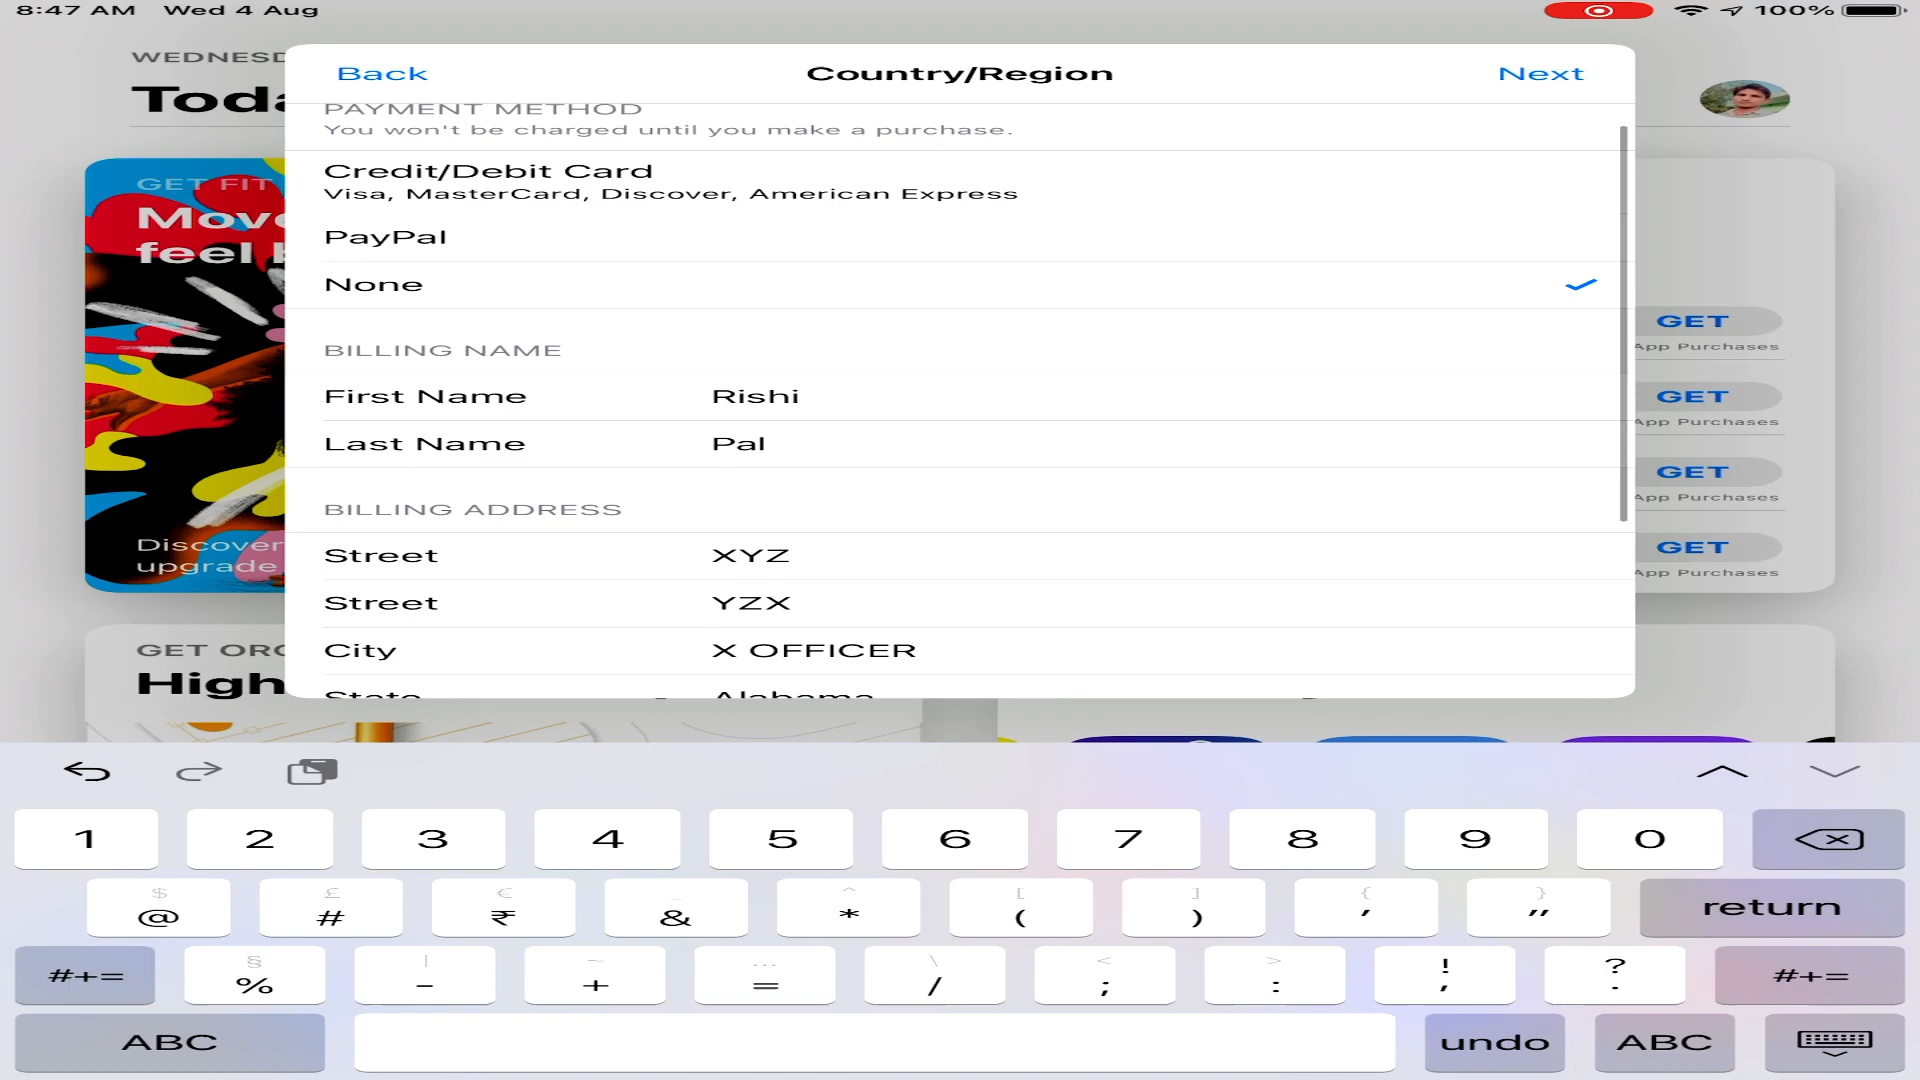 8:47 AM Wed 4 Aug
100%
WEDNESD
Toda
Back
Country/Region
Next
PAYMENT METHOD
You won't be charged until you make a purchase.
Credit/Debit Card
Visa, MasterCard, Discover, American Express
PayPal
None
BILLING NAME
First Name Rishi
Last Name Pal
BILLING ADDRESS
Street XYZ
Street YZX
City X OFFICER
State Alabama
GET FIT
Move
feel
Discover
upgrade
GET ORG
High
GET
App Purchases
GET
App Purchases
GET
App Purchases
GET
App Purchases
1 2 3 4 5 6 7 8 9 0
$ £ € _ ^ [ ] { }
@ # ₹ & * ( ) ' " return
§ | ~ … \ < > ! ?
#+= % - + = / ; : , . #+=
ABC undo ABC